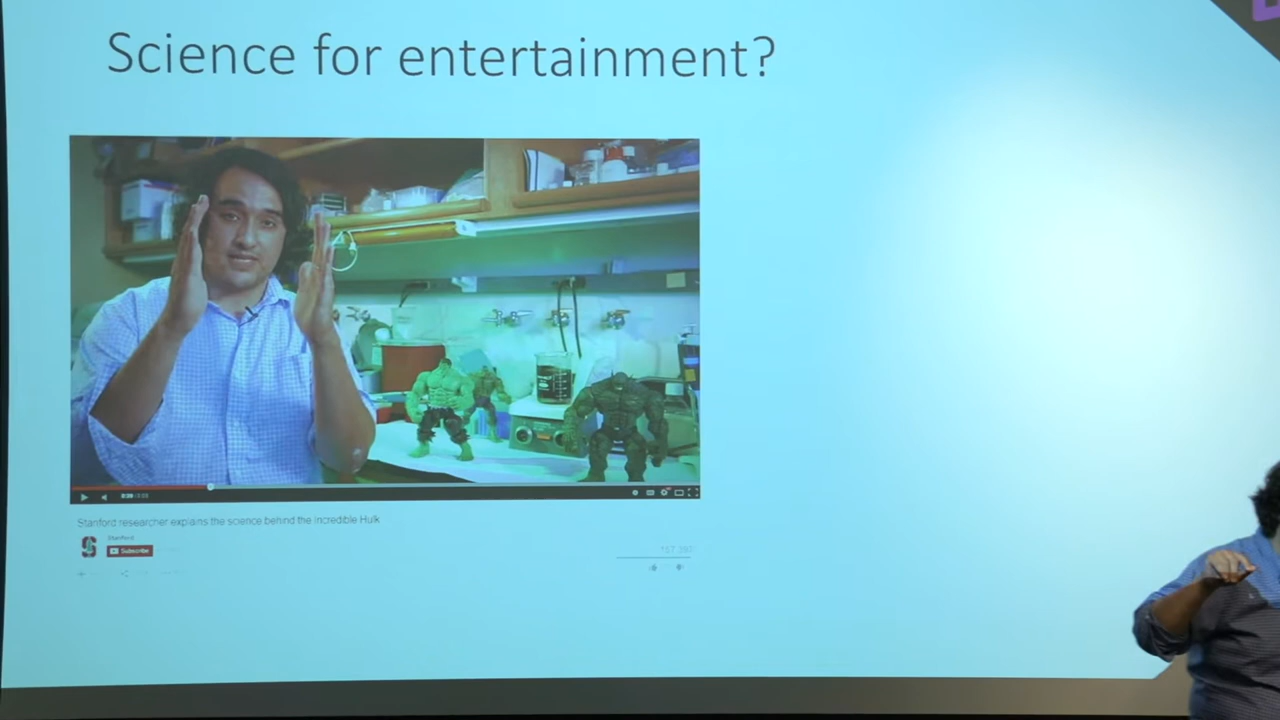 Science for entertainment?
Stanford researcher explains the science behind the Incredible Hulk
Stanford
Subscribe